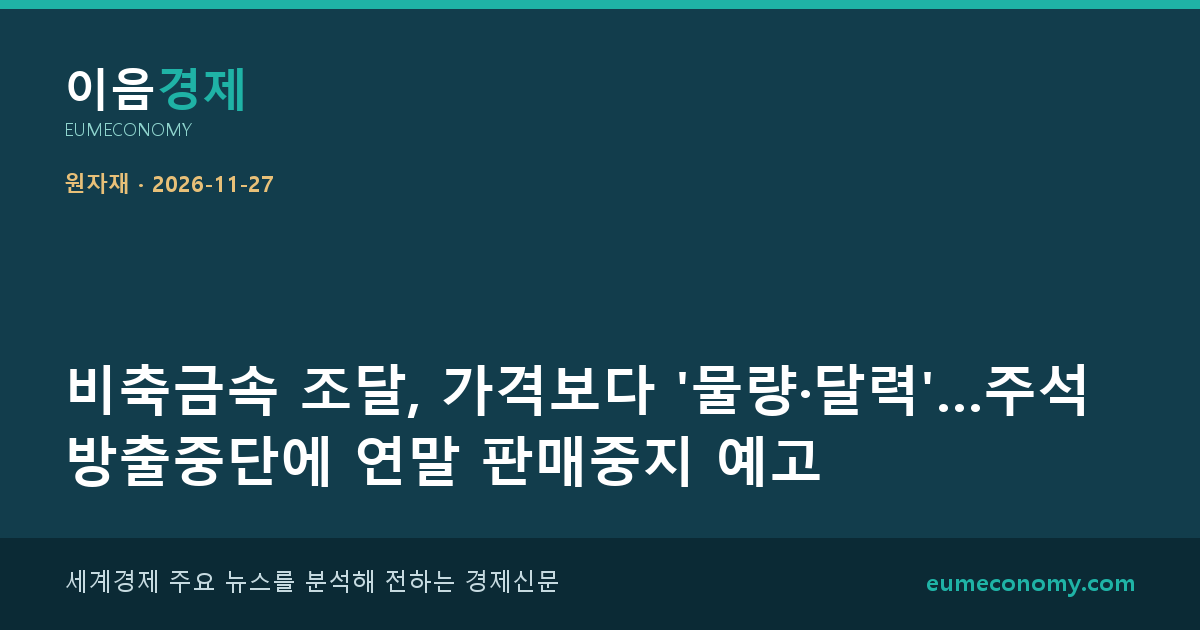 이음경제
EUMECONOMY
원자재 · 2026-11-27
비축금속 조달, 가격보다 '물량·달력'…주석
방출중단에 연말 판매중지 예고
세계경제 주요 뉴스를 분석해 전하는 경제신문
eumeconomy.com